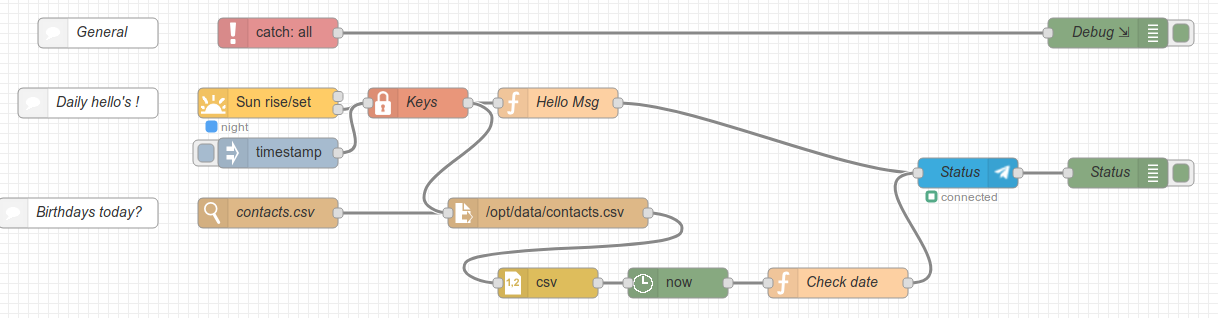 General
catch: all
Debug
Daily hello's !
Sun rise/set
Keys
Hello Msg
night
timestamp
Status
Status
connected
Birthdays today?
contacts.csv
/opt/data/contacts.csv
1,2
csv
now
Check date